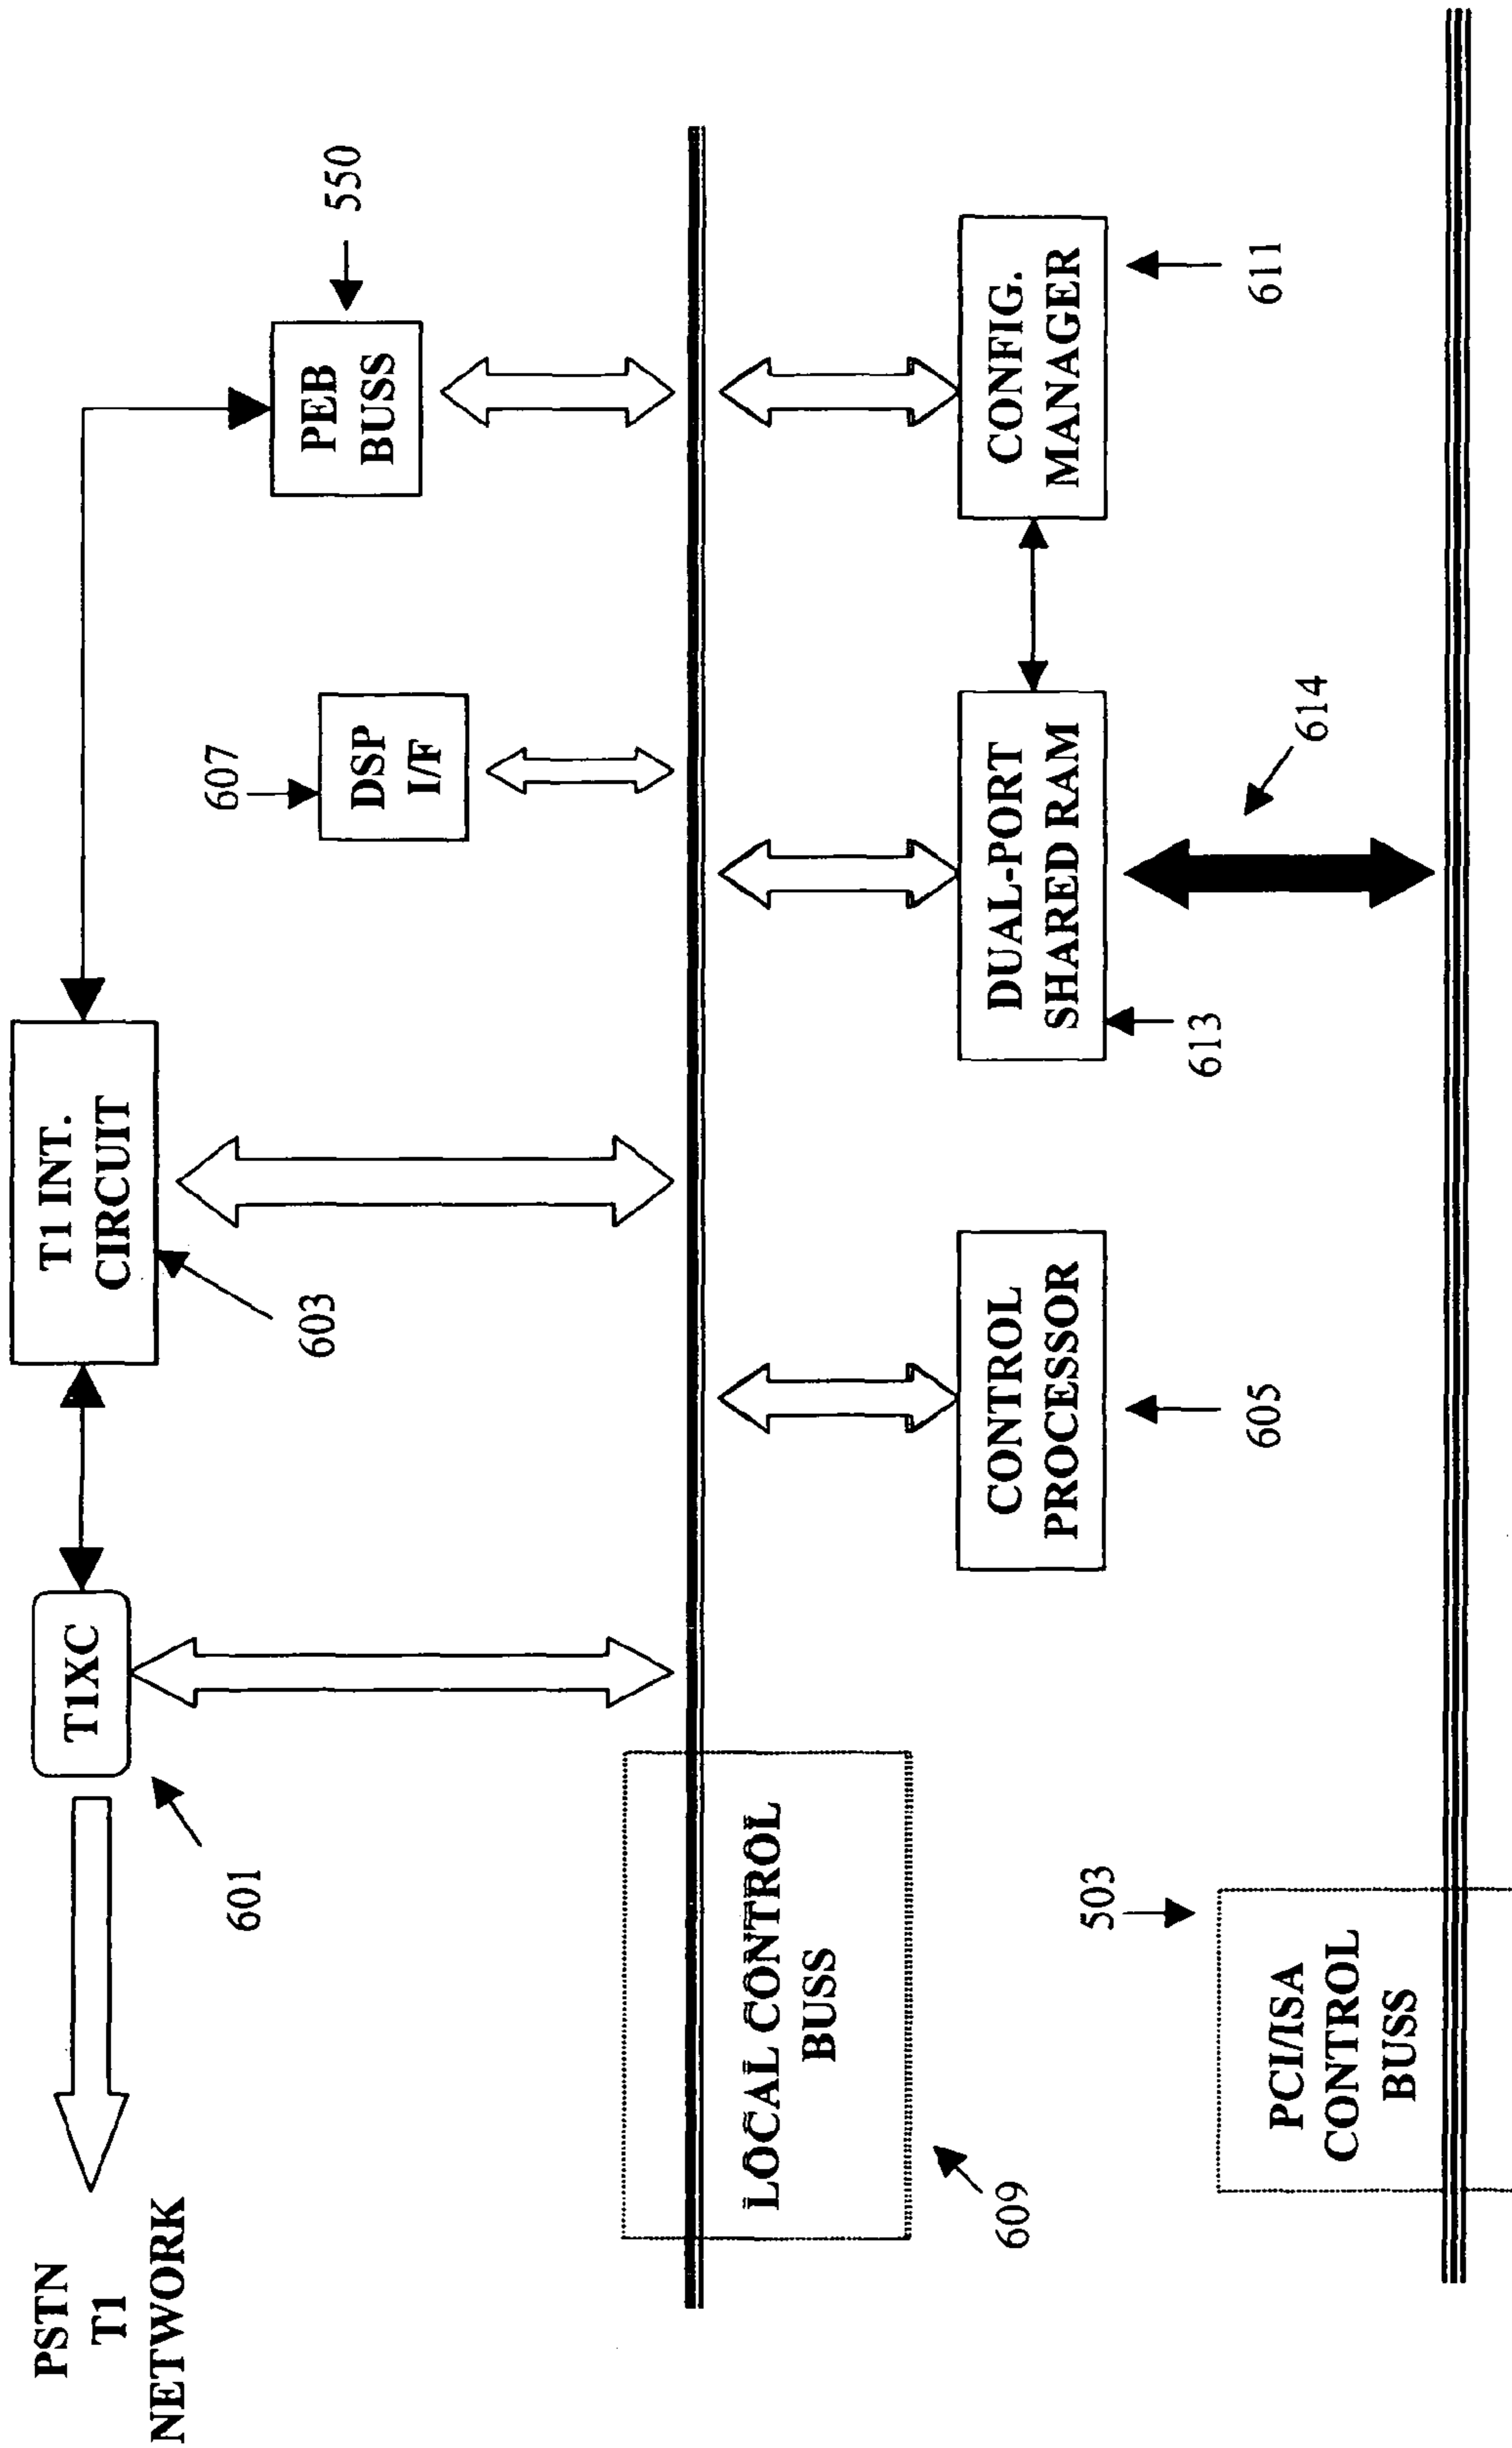 PSTN
T1
NETWORK
T1XC
601
T1 INT.
CIRCUIT
603
607
DSP
I/F
PEB
BUSS
550
LOCAL CONTROL
BUSS
609
CONTROL
PROCESSOR
605
DUAL-PORT
SHARED RAM
613
614
CONFIG.
MANAGER
611
503
PCI/ISA
CONTROL
BUSS